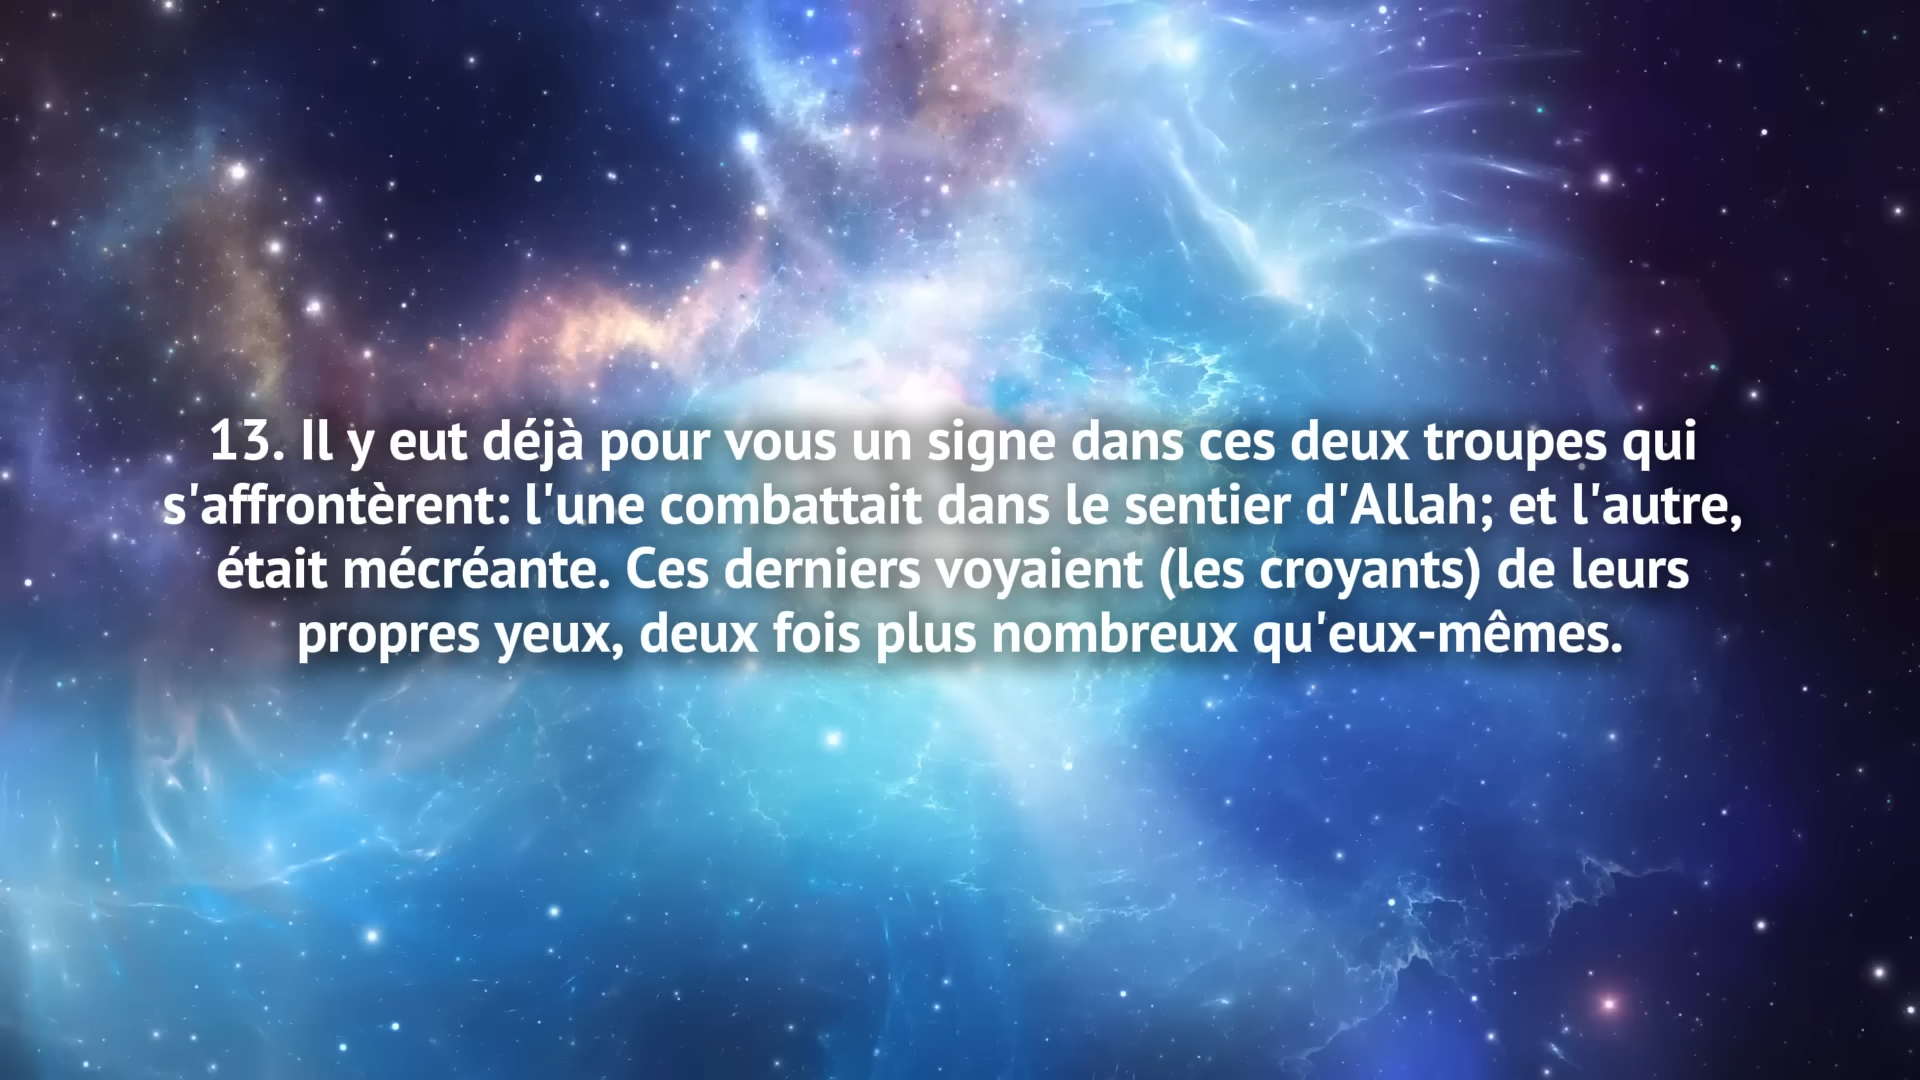 13. Il y eut déjà pour vous un signe dans ces deux troupes qui
s'affrontèrent: l'une combattait dans le sentier d'Allah; et l'autre,
était mécréante. Ces derniers voyaient (les croyants) de leurs
propres yeux, deux fois plus nombreux qu'eux-mêmes.